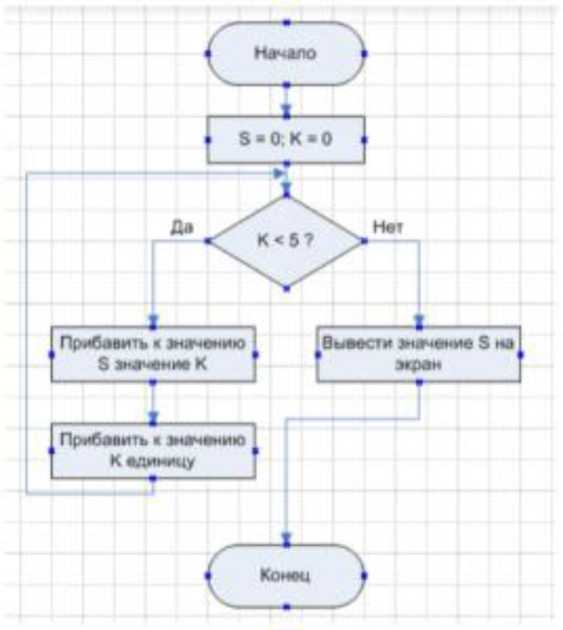 Начало
S = 0; K = 0
K < 5 ?
Да
Нет
Прибавить к значению
S значение K
Вывести значение S на
экран
Прибавить к значению
K единицу
Конец